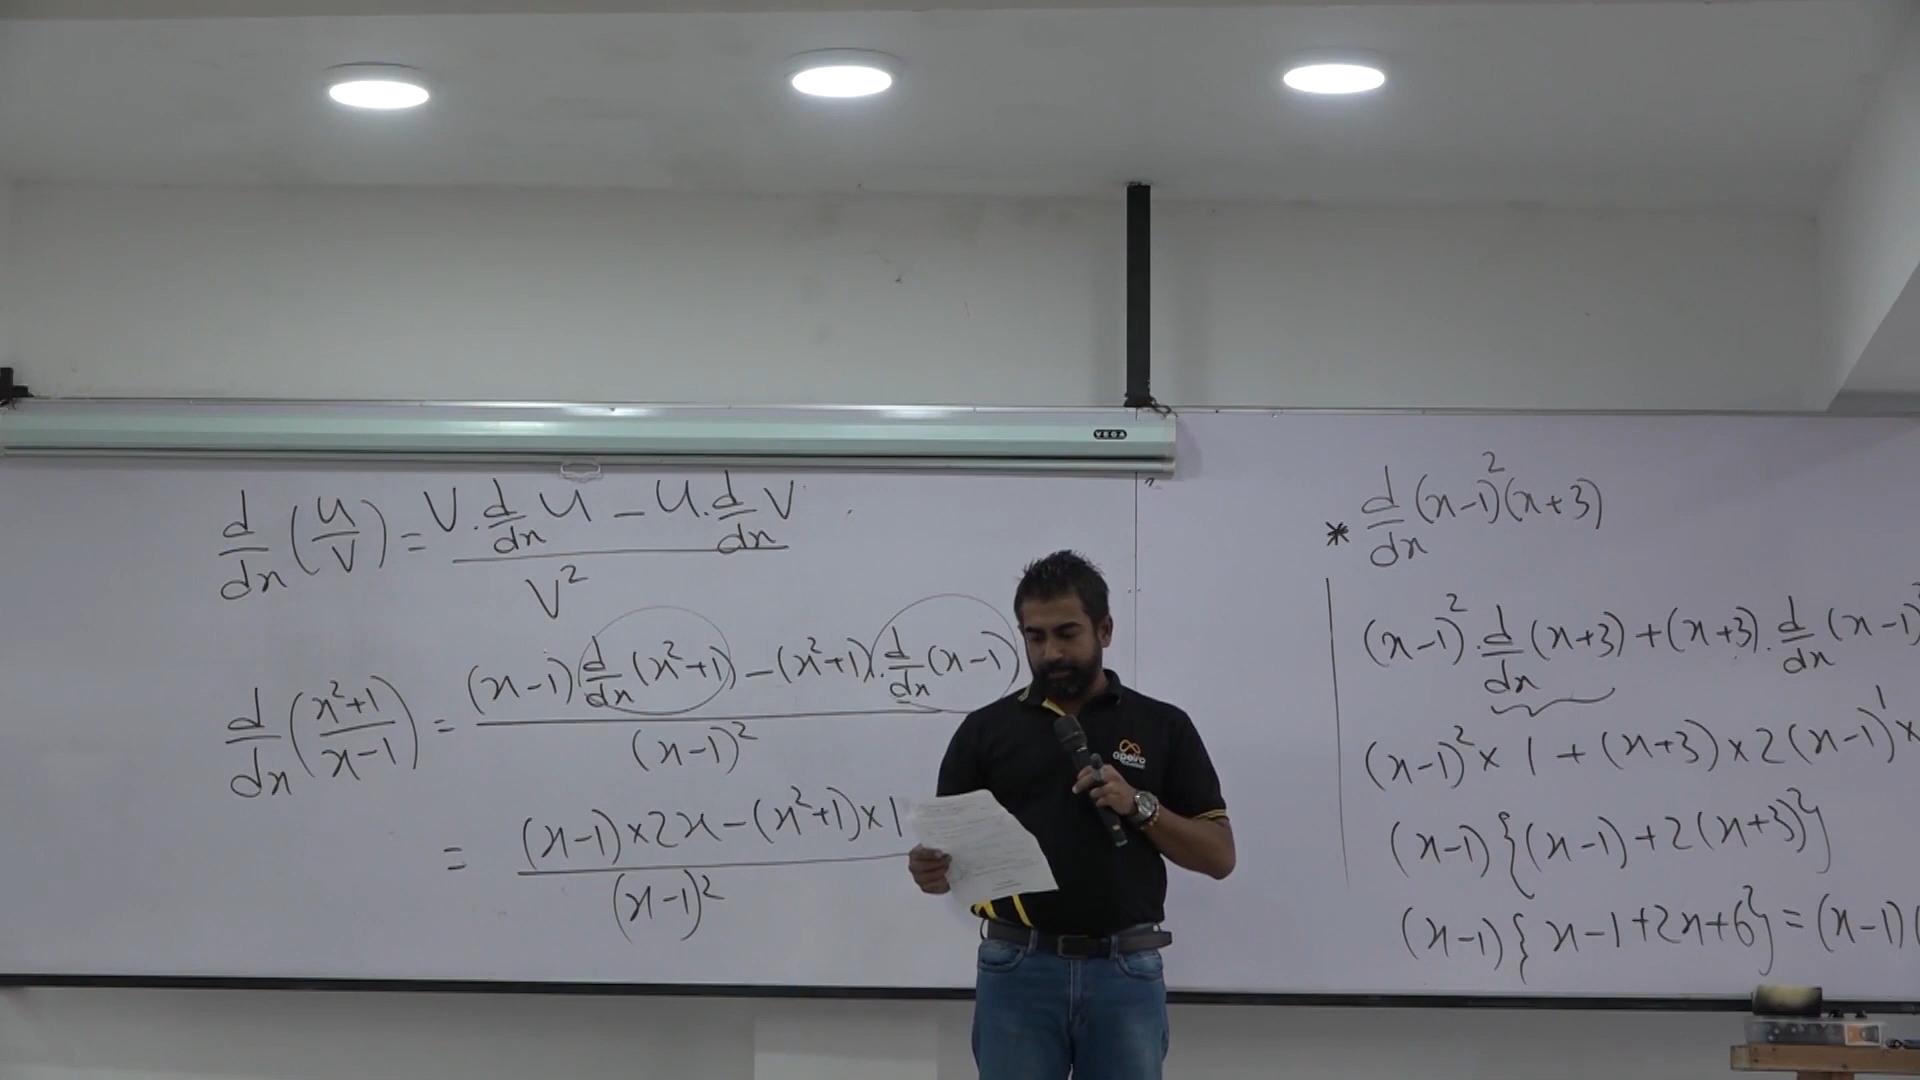 VEGA
d/dx (u/v) = (V . d/dx u - u . d/dx V) / V²
d/dx ((x²+1)/(x-1)) = ((x-1) d/dx (x²+1) - (x²+1) . d/dx (x-1)) / (x-1)²
= ((x-1)×2x - (x²+1)×1) / (x-1)²
apero
* d/dx (x-1)²(x+3)
(x-1)² . d/dx (x+3) + (x+3) . d/dx (x-1)²
(x-1)² × 1 + (x+3) × 2(x-1)¹ ×
(x-1) {(x-1) + 2(x+3)}
(x-1) { x-1+2x+6} = (x-1)(